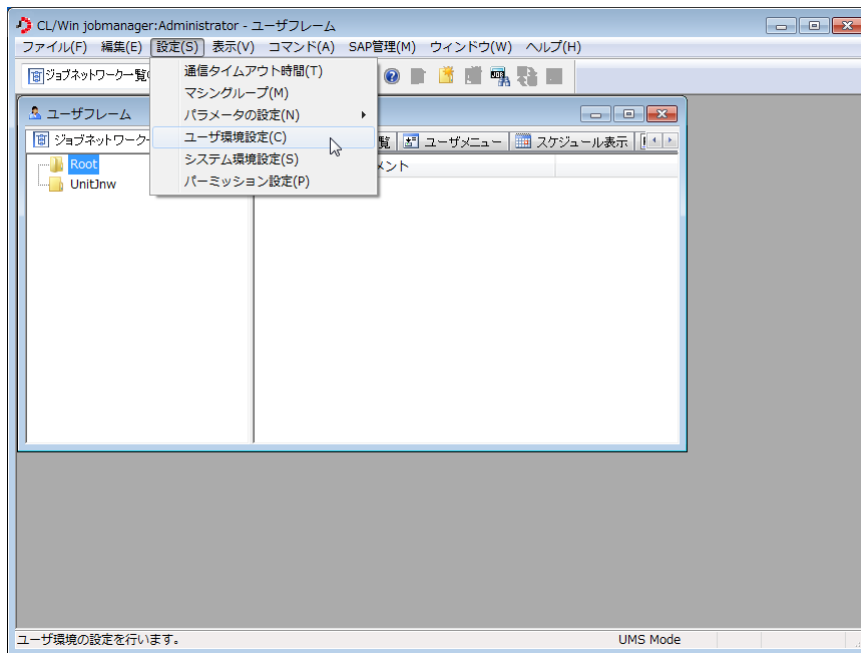 CL/Win jobmanager:Administrator - ユーザフレーム
ファイル(F) 編集(E) 設定(S) 表示(V) コマンド(A) SAP管理(M) ウィンドウ(W) ヘルプ(H)
ジョブネットワーク一覧
通信タイムアウト時間(T)
マシングループ(M)
パラメータの設定(N)
ユーザ環境設定(C)
システム環境設定(S)
パーミッション設定(P)
JOB
ユーザフレーム
ジョブネットワーク
覧 ユーザメニュー スケジュール表示
Root
メント
UnitJnw
ユーザ環境の設定を行います。 UMS Mode